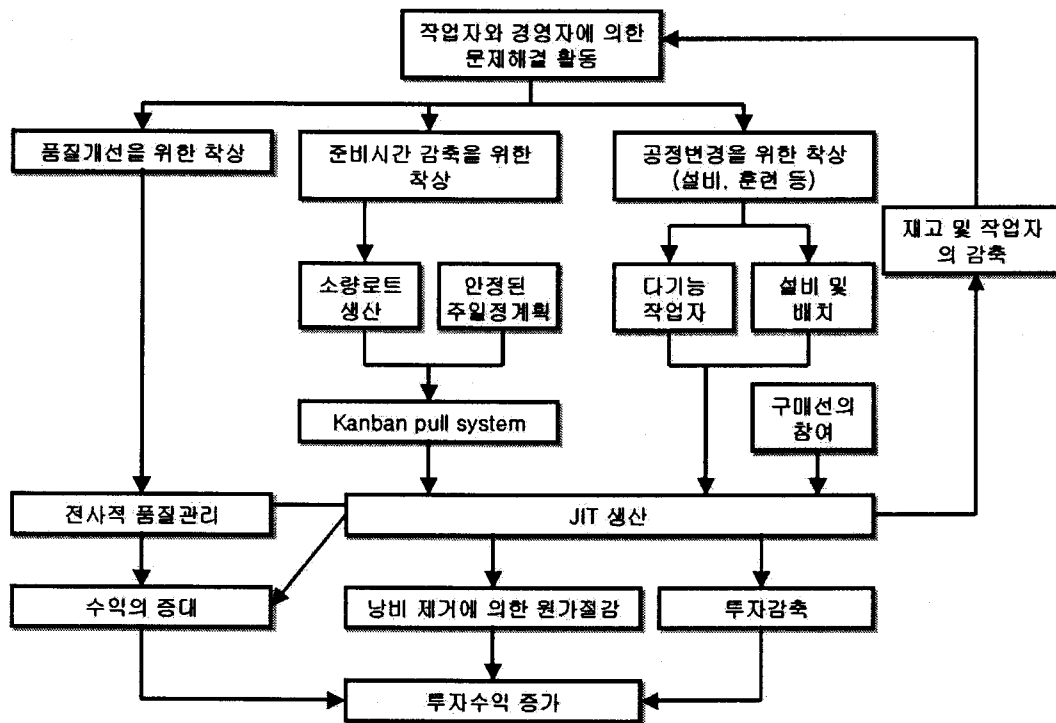 작업자와 경영자에 의한
문제해결 활동
품질개선을 위한 착상
준비시간 감축을 위한
착상
공정변경을 위한 착상
(설비, 훈련 등)
재고 및 작업자
의 감축
소량로트
생산
안정된
주일정계획
다기능
작업자
설비 및
배치
Kanban pull system
구매선의
참여
전사적 품질관리
JIT 생산
수익의 증대
낭비 제거에 의한 원가절감
투자감축
투자수익 증가